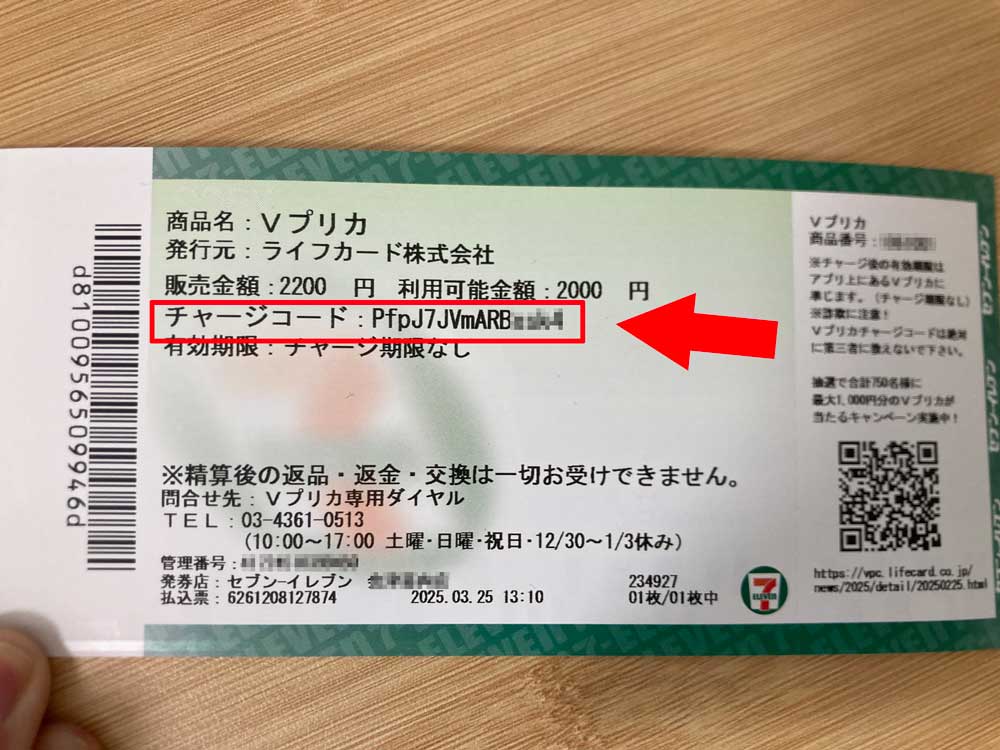 7-ELEVEN
d8100956509946d
商品名:Vプリカ
発行元:ライフカード株式会社
販売金額:2200 円 利用可能金額:2000 円
チャージコード:PfpJ7JVmARB
有効期限:チャージ期限なし
※精算後の返品・返金・交換は一切お受けできません。
問合せ先:Vプリカ専用ダイヤル
TEL:03-4361-0513
(10:00~17:00 土曜・日曜・祝日・12/30~1/3休み)
管理番号:
発券店:セブン-イレブン
234927
払込票:6261208127874 2025.03.25 13:10 01枚/01枚中
7
ELEVEN
Vプリカ
商品番号:
※チャージ後の有効期限は
アプリ上にあるVプリカに
準じます。(チャージ期限なし)
※詐欺に注意!
Vプリカチャージコードは絶対
に第三者に教えないで下さい。
抽選で合計750名様に
最大1,000円分のVプリカが
当たるキャンペーン実施中!
https://vpc.lifecard.co.jp/
news/2025/detail/20250225.html
セブン-イレブン
7-ELEVEN